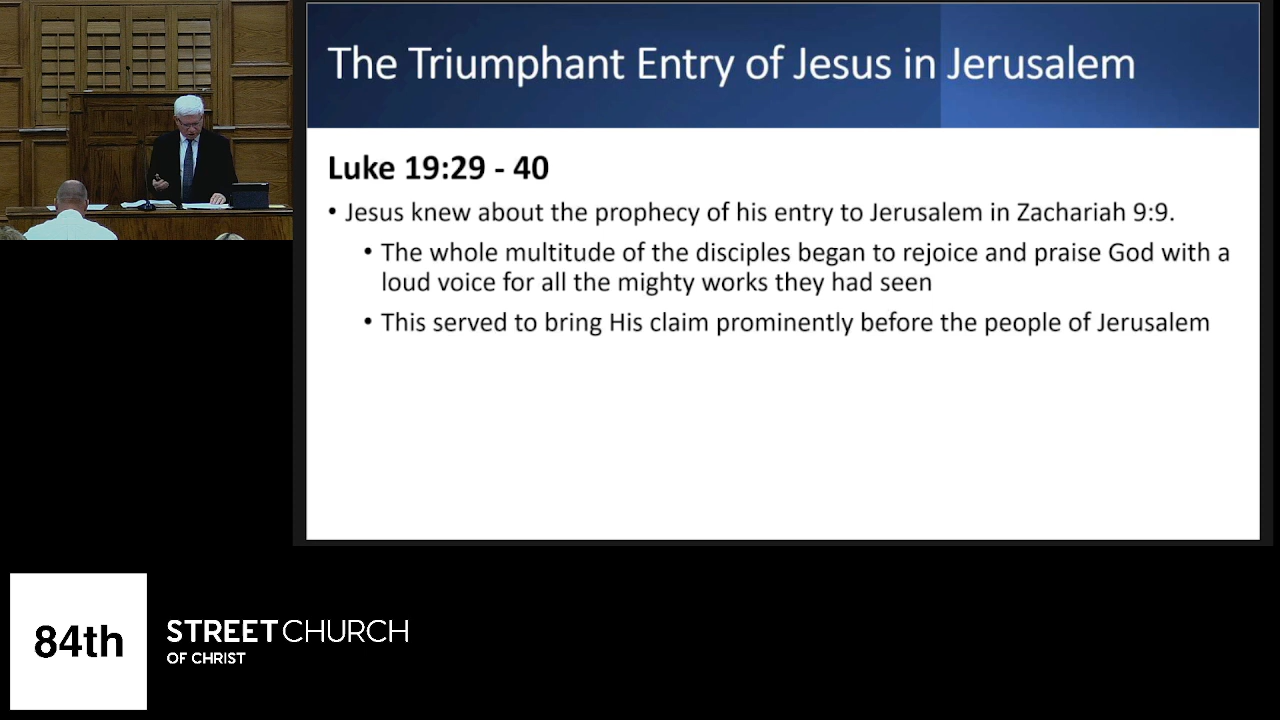 The Triumphant Entry of Jesus in Jerusalem
Luke 19:29 - 40
• Jesus knew about the prophecy of his entry to Jerusalem in Zachariah 9:9.
• The whole multitude of the disciples began to rejoice and praise God with a
loud voice for all the mighty works they had seen
• This served to bring His claim prominently before the people of Jerusalem
84th
STREET CHURCH
OF CHRIST